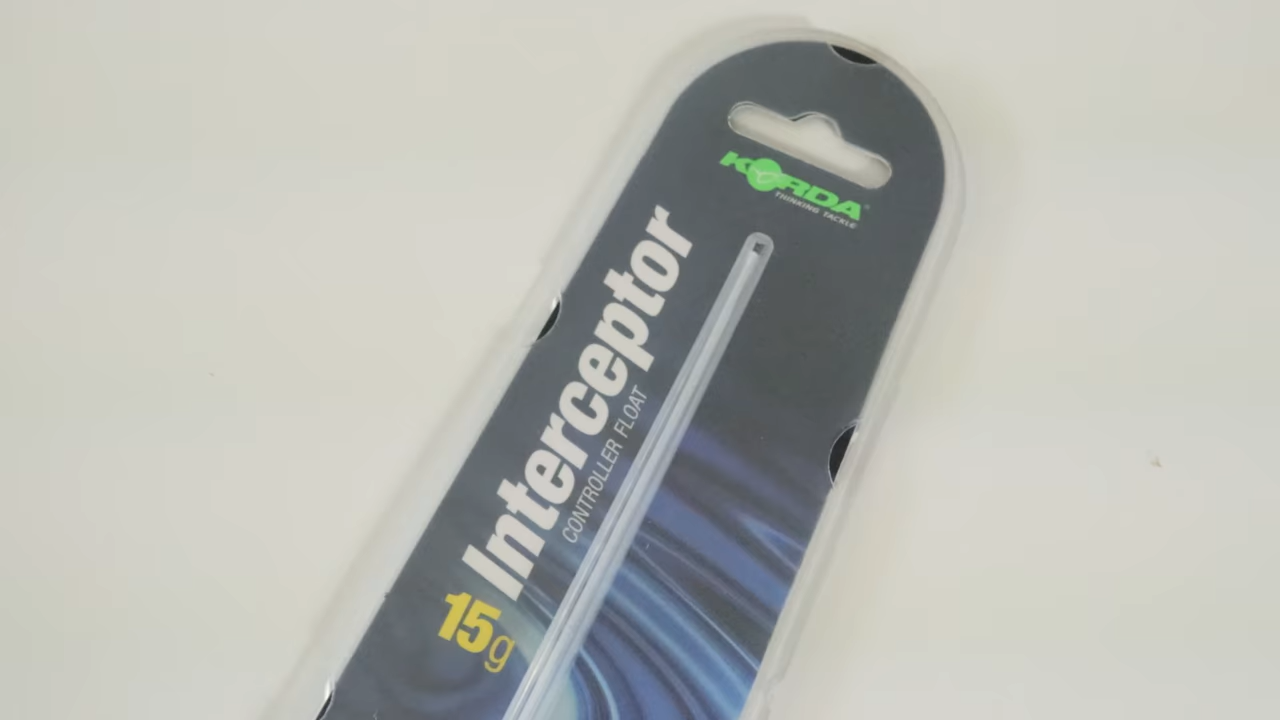 KORDA
THINKING TACKLE
Interceptor
CONTROLLER FLOAT
15g